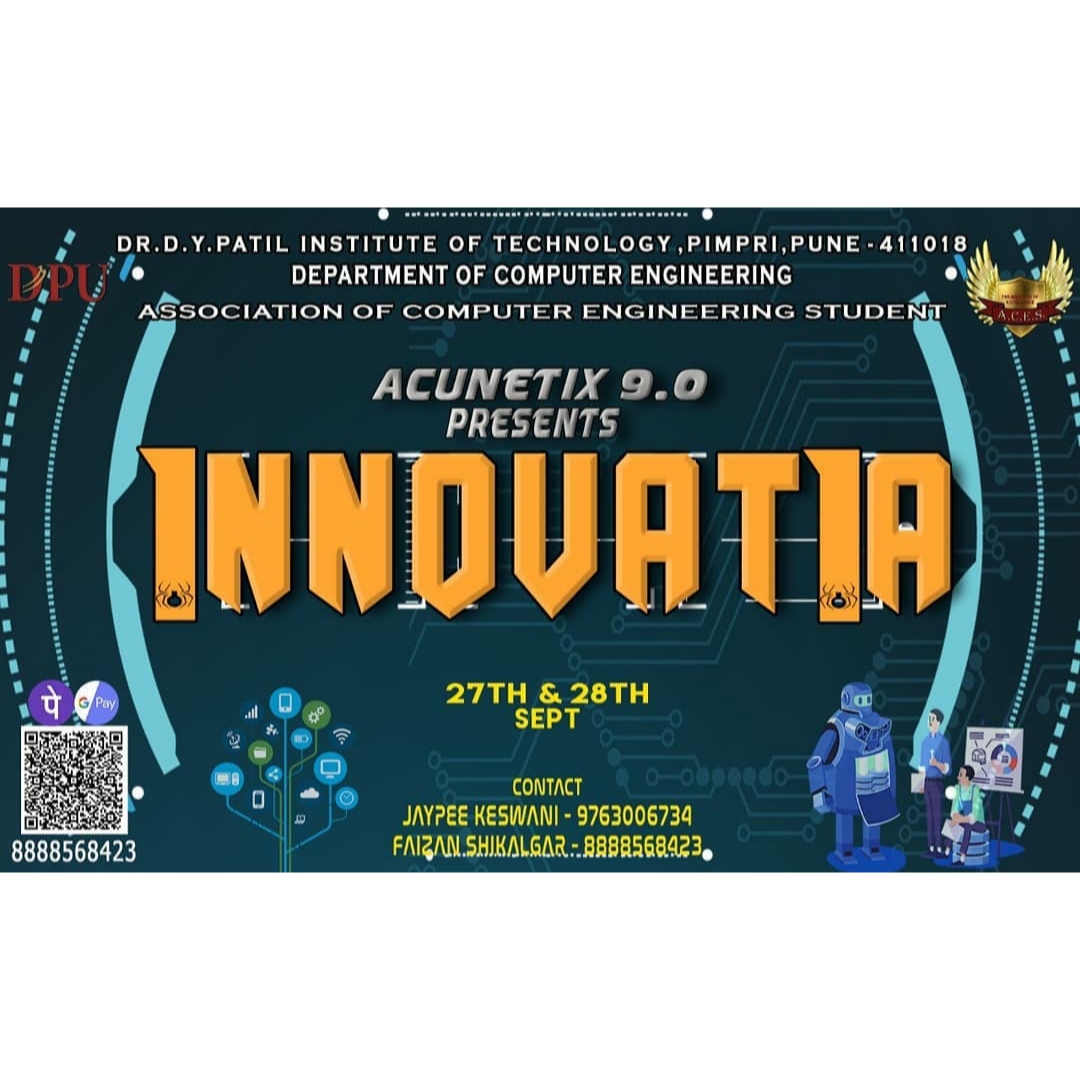 DR.D.Y.PATIL INSTITUTE OF TECHNOLOGY,PIMPRI,PUNE-411018
DPU
DEPARTMENT OF COMPUTER ENGINEERING
ASSOCIATION OF COMPUTER ENGINEERING STUDENT
A.C.E.S.
ACUNETIX 9.0
PRESENTS
INNOVATIA
27TH & 28TH
SEPT
पे
G Pay
CONTACT
JAYPEE KESWANI - 9763006734
FAIZAN SHIKALGAR - 8888568423
8888568423